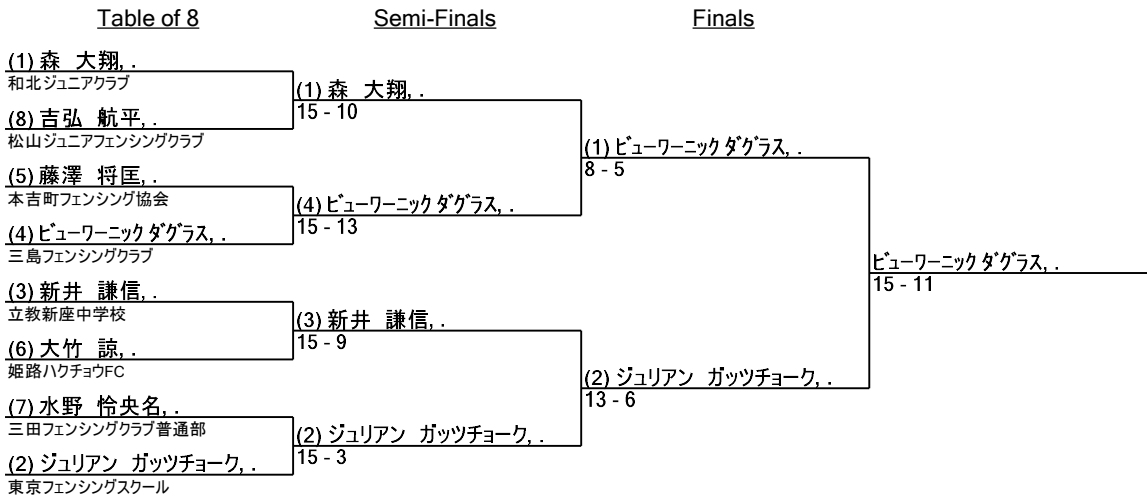 Table of 8
Semi-Finals
Finals
(1) 森　大翔, .
和北ジュニアクラブ
(8) 吉弘　航平, .
松山ジュニアフェンシングクラブ
(5) 藤澤　将匡, .
本吉町フェンシング協会
(4) ビューワーニック ダグラス, .
三島フェンシングクラブ
(3) 新井　謙信, .
立教新座中学校
(6) 大竹　諒, .
姫路ハクチョウFC
(7) 水野　怜央名, .
三田フェンシングクラブ普通部
(2) ジュリアン　ガッツチョーク, .
東京フェンシングスクール
(1) 森　大翔, .
15 - 10
(4) ビューワーニック ダグラス, .
15 - 13
(3) 新井　謙信, .
15 - 9
(2) ジュリアン　ガッツチョーク, .
15 - 3
(1) ビューワーニック ダグラス, .
8 - 5
(2) ジュリアン　ガッツチョーク, .
13 - 6
ビューワーニック ダグラス, .
15 - 11